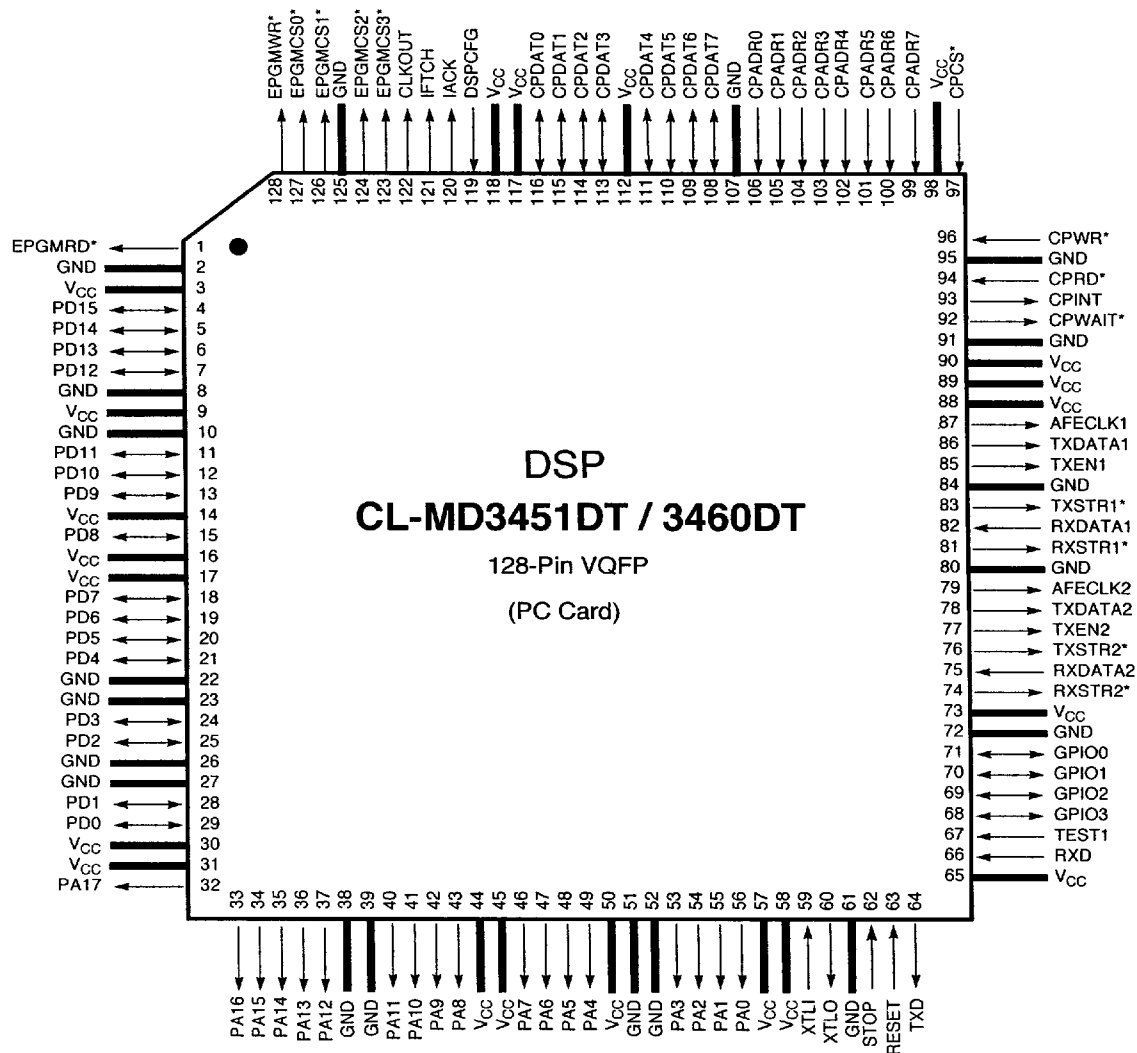 EPGMWR*
EPGMCS0*
EPGMCS1*
GND
EPGMCS2*
EPGMCS3*
CLKOUT
IFTCH
IACK
DSPCFG
VCC
VCC
CPDAT0
CPDAT1
CPDAT2
CPDAT3
VCC
CPDAT4
CPDAT5
CPDAT6
CPDAT7
GND
CPADR0
CPADR1
CPADR2
CPADR3
CPADR4
CPADR5
CPADR6
CPADR7
VCC
CPCS*
128
127
126
125
124
123
122
121
120
119
118
117
116
115
114
113
112
111
110
109
108
107
106
105
104
103
102
101
100
99
98
97
EPGMRD* 1
GND 2
VCC 3
PD15 4
PD14 5
PD13 6
PD12 7
GND 8
VCC 9
GND 10
PD11 11
PD10 12
PD9 13
VCC 14
PD8 15
VCC 16
VCC 17
PD7 18
PD6 19
PD5 20
PD4 21
GND 22
GND 23
PD3 24
PD2 25
GND 26
GND 27
PD1 28
PD0 29
VCC 30
VCC 31
PA17 32
DSP
CL-MD3451DT / 3460DT
128-Pin VQFP
(PC Card)
96 CPWR*
95 GND
94 CPRD*
93 CPINT
92 CPWAIT*
91 GND
90 VCC
89 VCC
88 VCC
87 AFECLK1
86 TXDATA1
85 TXEN1
84 GND
83 TXSTR1*
82 RXDATA1
81 RXSTR1*
80 GND
79 AFECLK2
78 TXDATA2
77 TXEN2
76 TXSTR2*
75 RXDATA2
74 RXSTR2*
73 VCC
72 GND
71 GPIO0
70 GPIO1
69 GPIO2
68 GPIO3
67 TEST1
66 RXD
65 VCC
33
34
35
36
37
38
39
40
41
42
43
44
45
46
47
48
49
50
51
52
53
54
55
56
57
58
59
60
61
62
63
64
PA16
PA15
PA14
PA13
PA12
GND
GND
PA11
PA10
PA9
PA8
VCC
VCC
PA7
PA6
PA5
PA4
VCC
GND
GND
PA3
PA2
PA1
PA0
VCC
VCC
XTLI
XTLO
GND
STOP
RESET
TXD